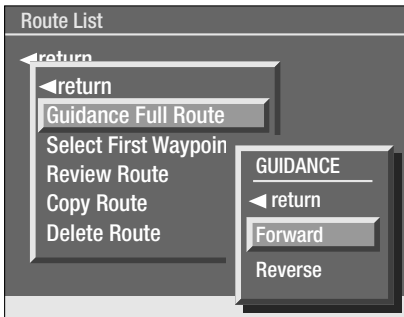 Route List
◄return
◄return
Guidance Full Route
Select First Waypoin
Review Route
Copy Route
Delete Route
GUIDANCE
◄ return
Forward
Reverse